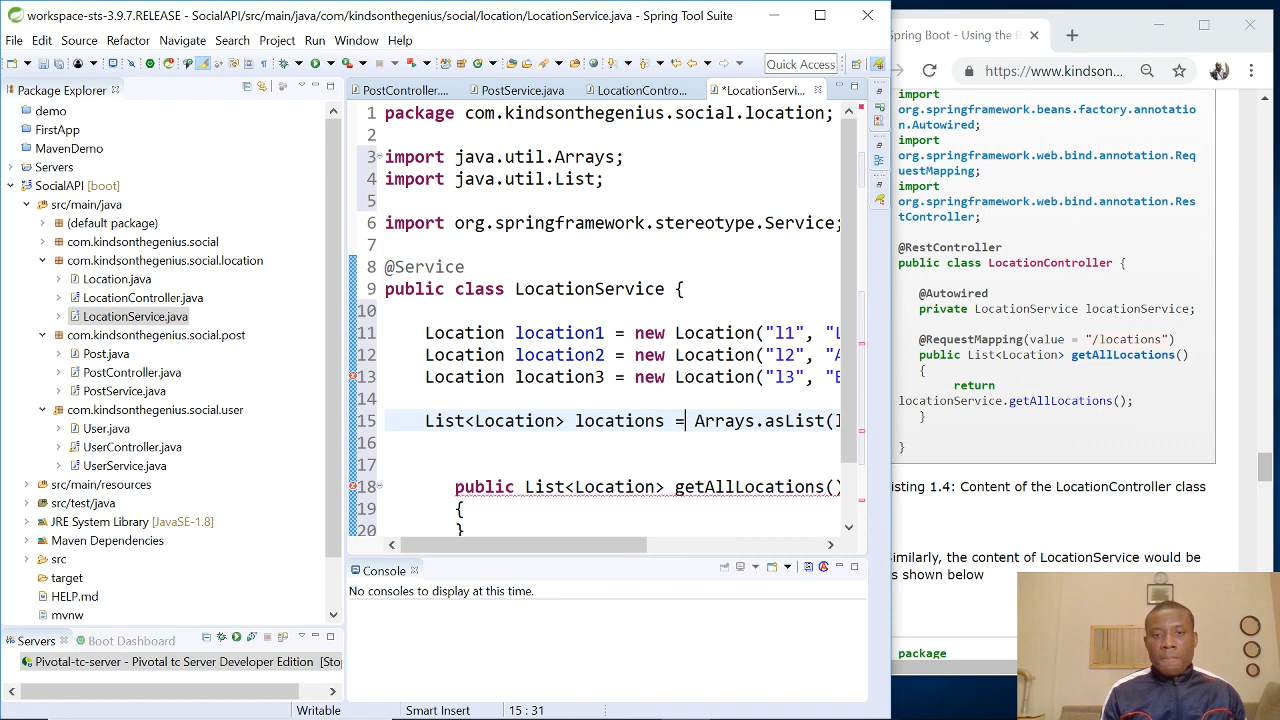 workspace-sts-3.9.7.RELEASE - SocialAPI/src/main/java/com/kindsonthegenius/social/location/LocationService.java - Spring Tool Suite
File Edit Source Refactor Navigate Search Project Run Window Help
Quick Access
Package Explorer
demo
FirstApp
MavenDemo
Servers
SocialAPI [boot]
src/main/java
(default package)
com.kindsonthegenius.social
com.kindsonthegenius.social.location
Location.java
LocationController.java
LocationService.java
com.kindsonthegenius.social.post
Post.java
PostController.java
PostService.java
com.kindsonthegenius.social.user
User.java
UserController.java
UserService.java
src/main/resources
src/test/java
JRE System Library [JavaSE-1.8]
Maven Dependencies
src
target
HELP.md
mvnw
Servers Boot Dashboard
Pivotal-tc-server - Pivotal tc Server Developer Edition [Sto
PostController.... PostService.java LocationContro... *LocationServi...
1 package com.kindsonthegenius.social.location;
2
3 import java.util.Arrays;
4 import java.util.List;
5
6 import org.springframework.stereotype.Service;
7
8 @Service
9 public class LocationService {
10
11 Location location1 = new Location("l1", "L
12 Location location2 = new Location("l2", "A
13 Location location3 = new Location("l3", "B
14
15 List<Location> locations = Arrays.asList(l
16
17
18 public List<Location> getAllLocations()
19 {
20 }
Console
No consoles to display at this time.
Writable Smart Insert 15 : 31
Spring Boot - Using the
https://www.kindson...
import
org.springframework.beans.factory.annotatio
n.Autowired;
import
org.springframework.web.bind.annotation.Req
uestMapping;
import
org.springframework.web.bind.annotation.Res
tController;
@RestController
public class LocationController {
@Autowired
private LocationService locationService;
@RequestMapping(value = "/locations")
public List<Location> getAllLocations()
{
return
locationService.getAllLocations();
}
}
isting 1.4: Content of the LocationController class
imilarly, the content of LocationService would be
s shown below
package